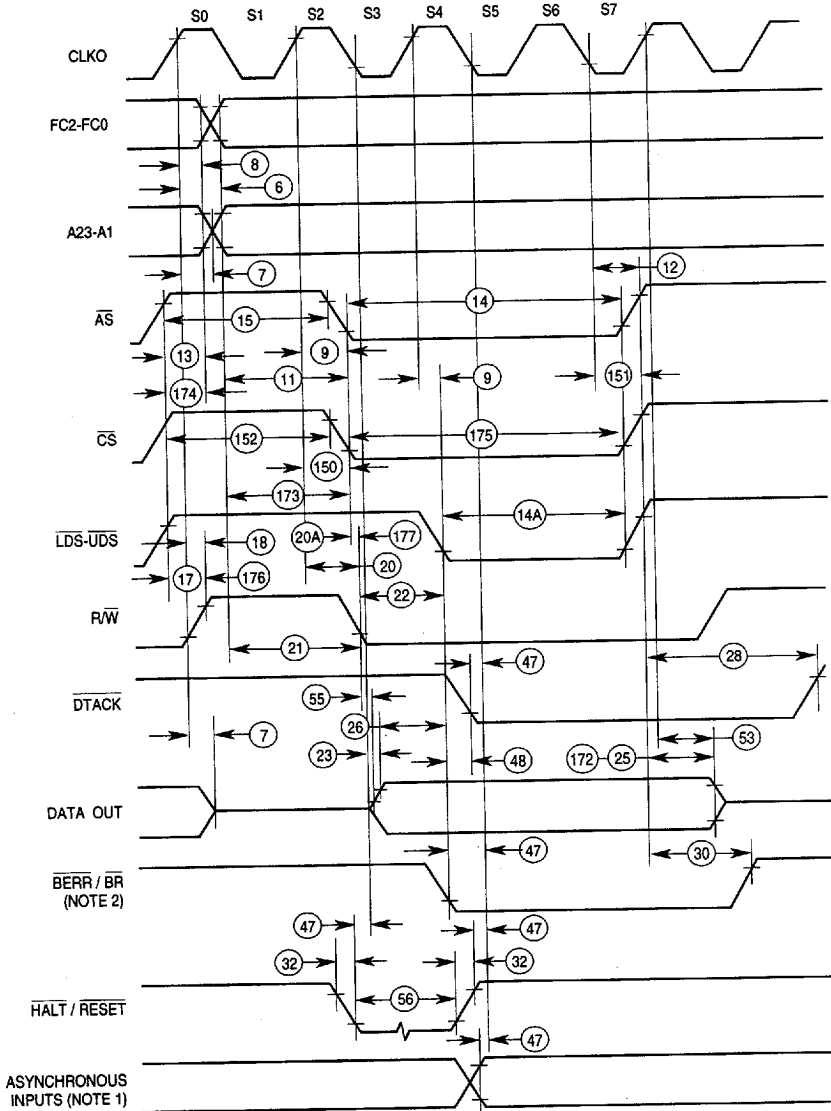 S0 S1 S2 S3 S4 S5 S6 S7
CLKO
FC2-FC0
8
6
A23-A1
7
12
AS
14
15
13
9
11
9
151
174
CS
152
175
150
173
14A
LDS-UDS
18
20A
177
17
176
20
22
R/W
21
47
28
DTACK
55
26
7
23
48
53
172
25
DATA OUT
47
30
BERR / BR
(NOTE 2)
47
47
32
32
56
HALT / RESET
47
ASYNCHRONOUS
INPUTS (NOTE 1)